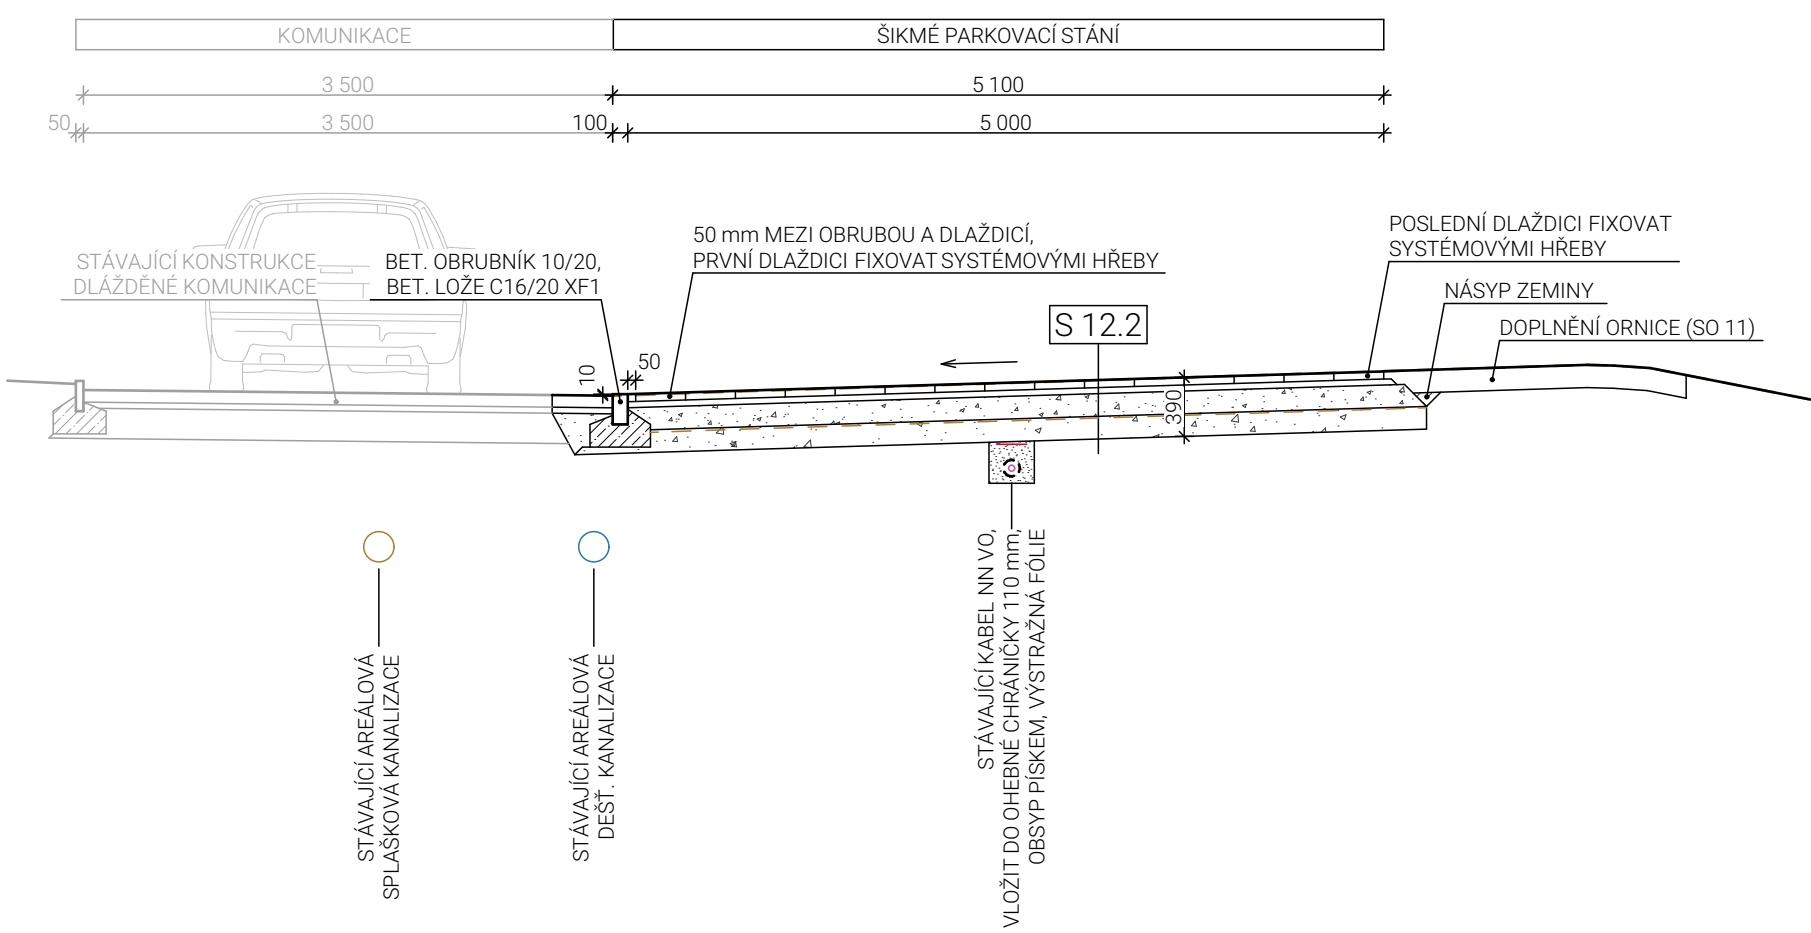 KOMUNIKACE
ŠIKMÉ PARKOVACÍ STÁNÍ
3 500
5 100
50
3 500
100
5 000
50 mm MEZI OBRUBOU A DLAŽDICÍ,
PRVNÍ DLAŽDICI FIXOVAT SYSTÉMOVÝMI HŘEBY
POSLEDNÍ DLAŽDICI FIXOVAT
SYSTÉMOVÝMI HŘEBY
STÁVAJÍCÍ KONSTRUKCE
DLÁŽDĚNÉ KOMUNIKACE
BET. OBRUBNÍK 10/20,
BET. LOŽE C16/20 XF1
NÁSYP ZEMINY
DOPLNĚNÍ ORNICE (SO 11)
S 12.2
10
50
390
STÁVAJÍCÍ AREÁLOVÁ
SPLAŠKOVÁ KANALIZACE
STÁVAJÍCÍ AREÁLOVÁ
DEŠŤ. KANALIZACE
STÁVAJÍCÍ KABEL NN VO,
VLOŽIT DO OHEBNÉ CHRÁNIČKY 110 mm,
OBSYP PÍSKEM, VÝSTRAŽNÁ FÓLIE